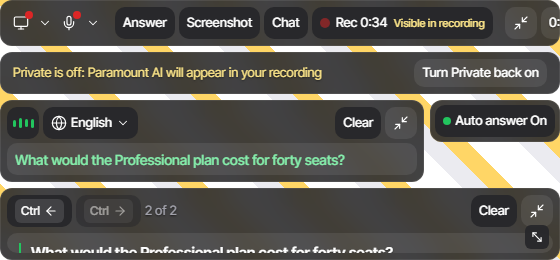 Answer Screenshot Chat Rec 0:34 Visible in recording 0:
Private is off: Paramount AI will appear in your recording Turn Private back on
English Clear Auto answer On
What would the Professional plan cost for forty seats?
Ctrl ← Ctrl → 2 of 2 Clear
What would the Professional plan cost for forty seats?